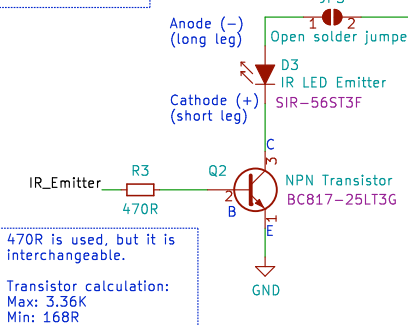 1
2
Anode (-)
(long leg)
Open solder jumpe
D3
IR LED Emitter
SIR-56ST3F
Cathode (+)
(short leg)
C
3
R3
Q2
IR_Emitter
NPN Transistor
2
BC817-25LT3G
470R
B
1
E
470R is used, but it is
interchangeable.
GND
Transistor calculation:
Max: 3.36K
Min: 168R